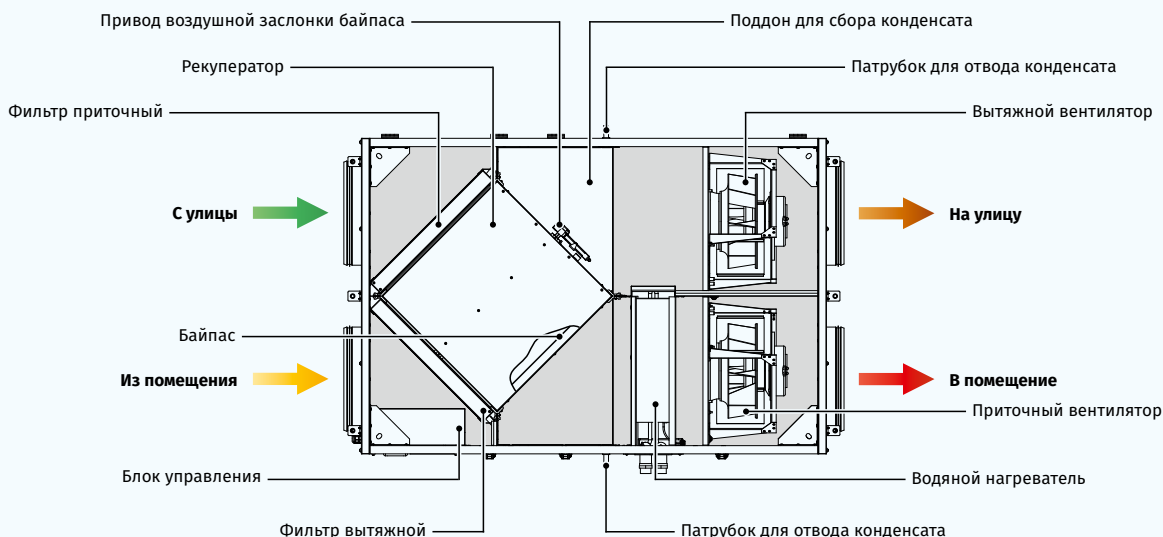 Привод воздушной заслонки байпаса
Поддон для сбора конденсата
Рекуператор
Патрубок для отвода конденсата
Фильтр приточный
Вытяжной вентилятор
С улицы
На улицу
Байпас
Из помещения
В помещение
Приточный вентилятор
Блок управления
Водяной нагреватель
Фильтр вытяжной
Патрубок для отвода конденсата